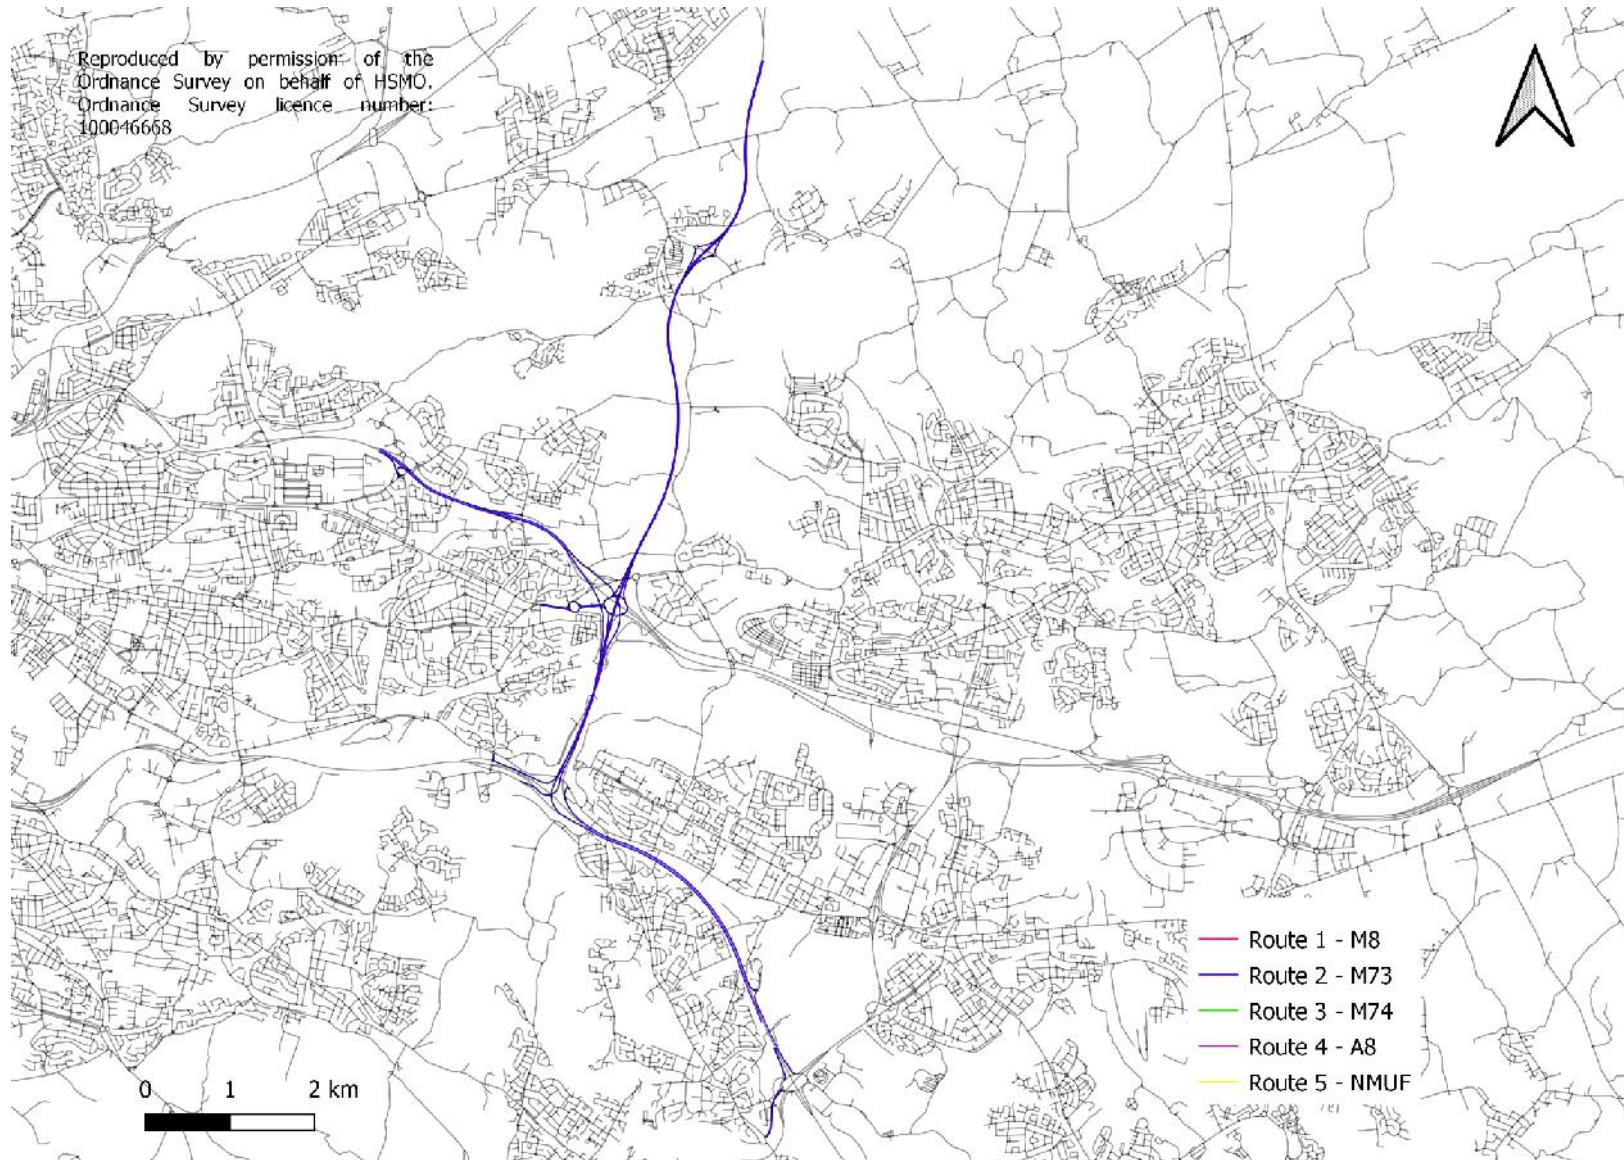 Reproduced by permission of the
Ordnance Survey on behalf of HSMO.
Ordnance Survey licence number:
100046668
Route 1 - M8
Route 2 - M73
Route 3 - M74
Route 4 - A8
Route 5 - NMUF
0 1 2 km